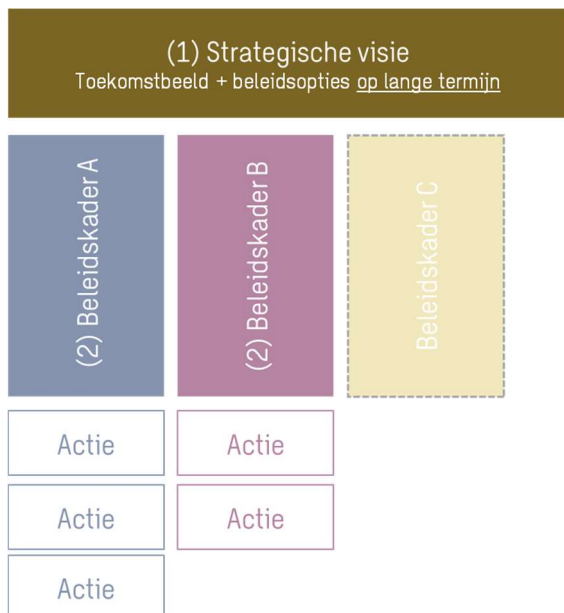 (1) Strategische visie
Toekomstbeeld + beleidsopties op lange termijn
(2) Beleidskader A
(2) Beleidskader B
Beleidskader C
Actie
Actie
Actie
Actie
Actie